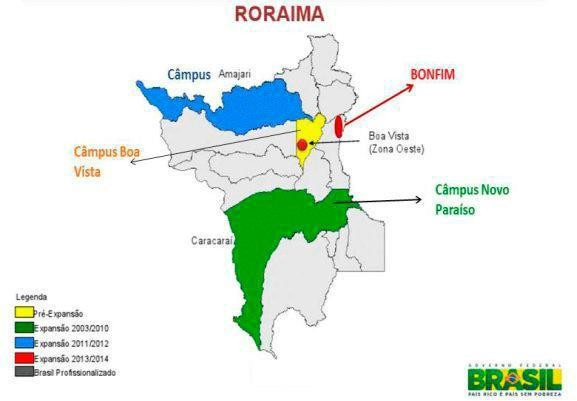 RORAIMA
Câmpus Amajari
BONFIM
Boa Vista
(Zona Oeste)
Câmpus Boa
Vista
Câmpus Novo
Paraíso
Caracaraí
Legenda
Pré-Expansão
Expansão 2003/2010
Expansão 2011/2012
Expansão 2013/2014
Brasil Profissionalizado
GOVERNO FEDERAL
BRASIL
PAÍS RICO É PAÍS SEM POBREZA